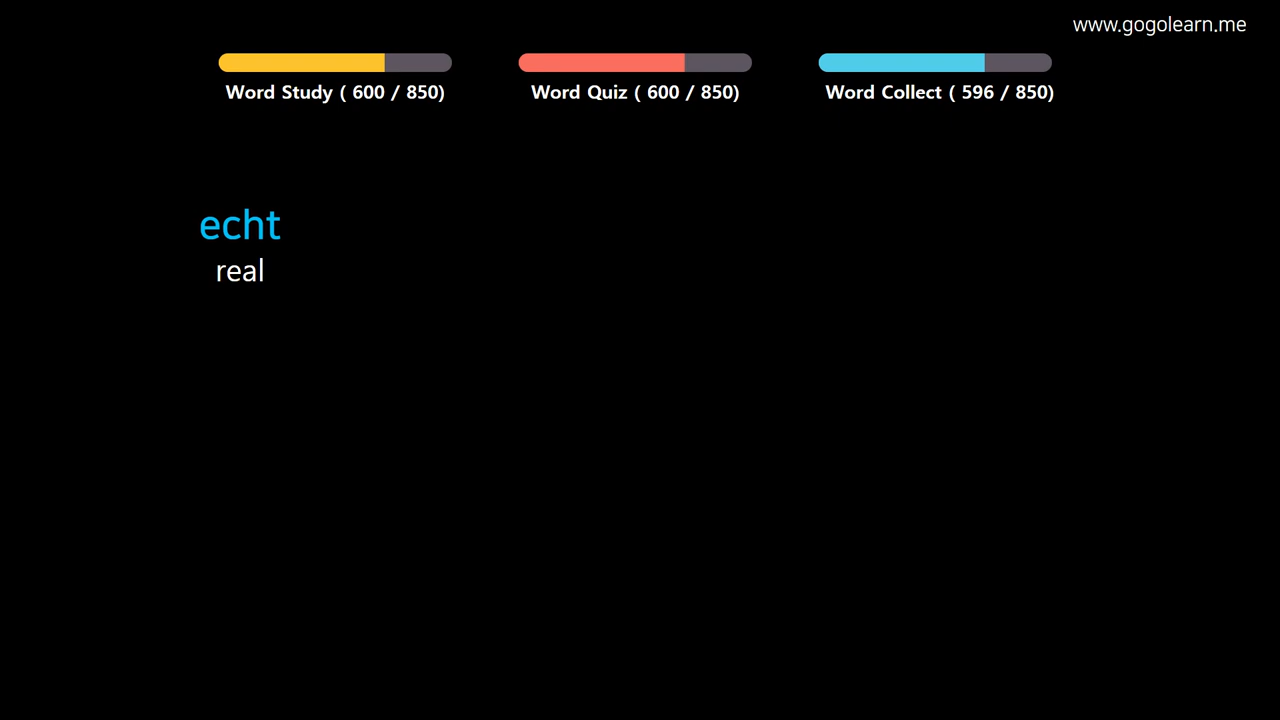 www.gogolearn.me
Word Study ( 600 / 850)
Word Quiz ( 600 / 850)
Word Collect ( 596 / 850)
echt
real